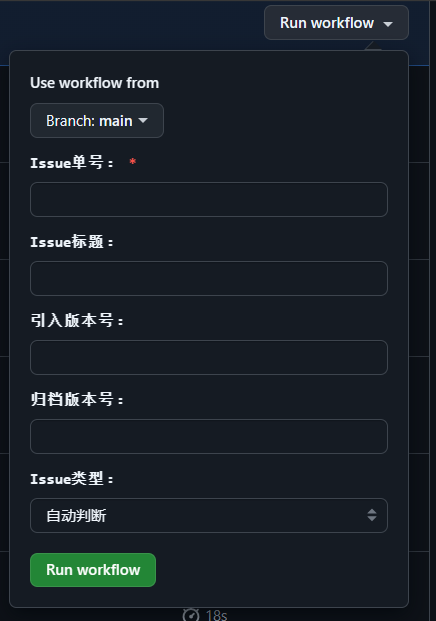 Run workflow
Use workflow from
Branch: main
Issue单号： *
Issue标题：
引入版本号：
归档版本号：
Issue类型：
自动判断
Run workflow
18s